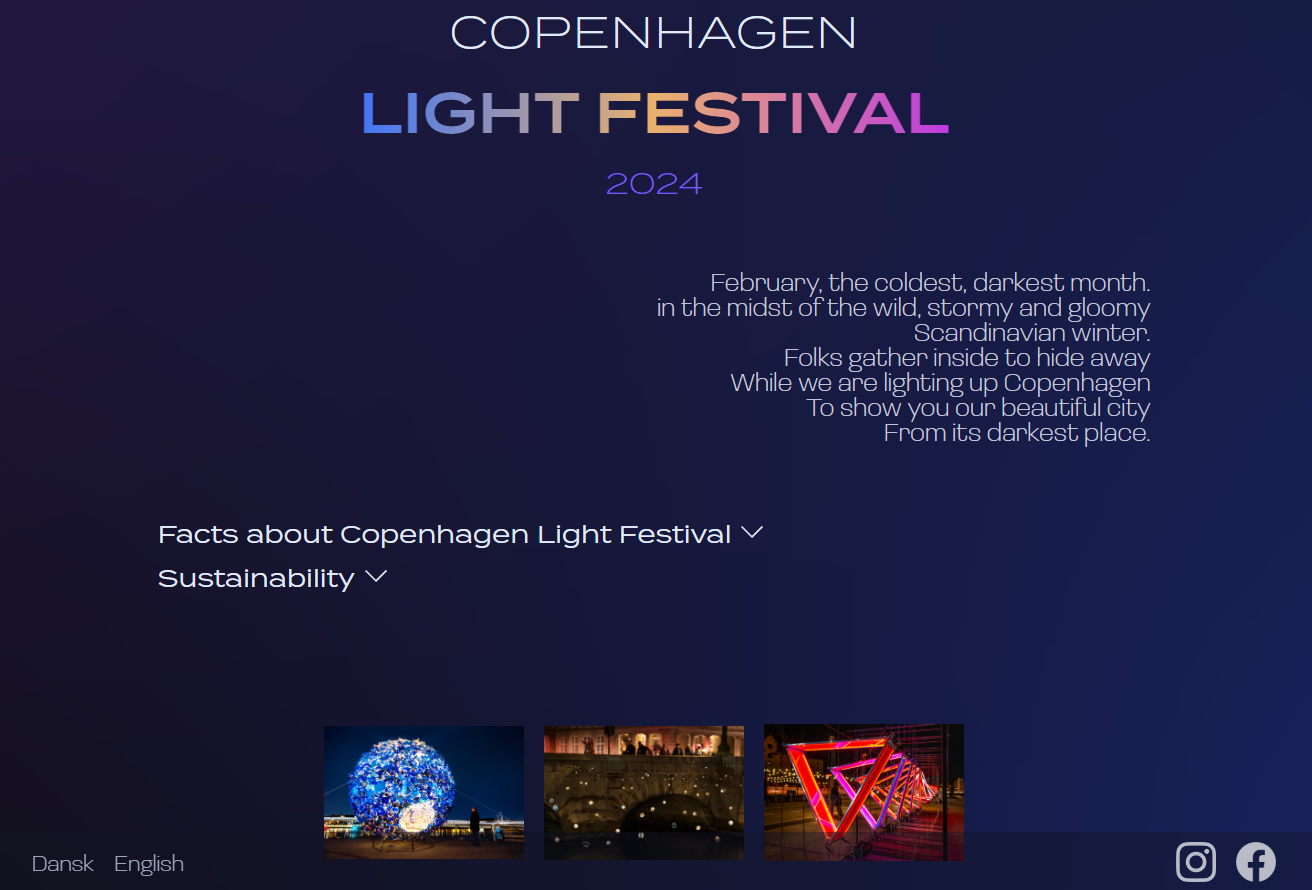 COPENHAGEN
LIGHT FESTIVAL
2024
February, the coldest, darkest month.
in the midst of the wild, stormy and gloomy
Scandinavian winter.
Folks gather inside to hide away
While we are lighting up Copenhagen
To show you our beautiful city
From its darkest place.
Facts about Copenhagen Light Festival
Sustainability
Dansk English